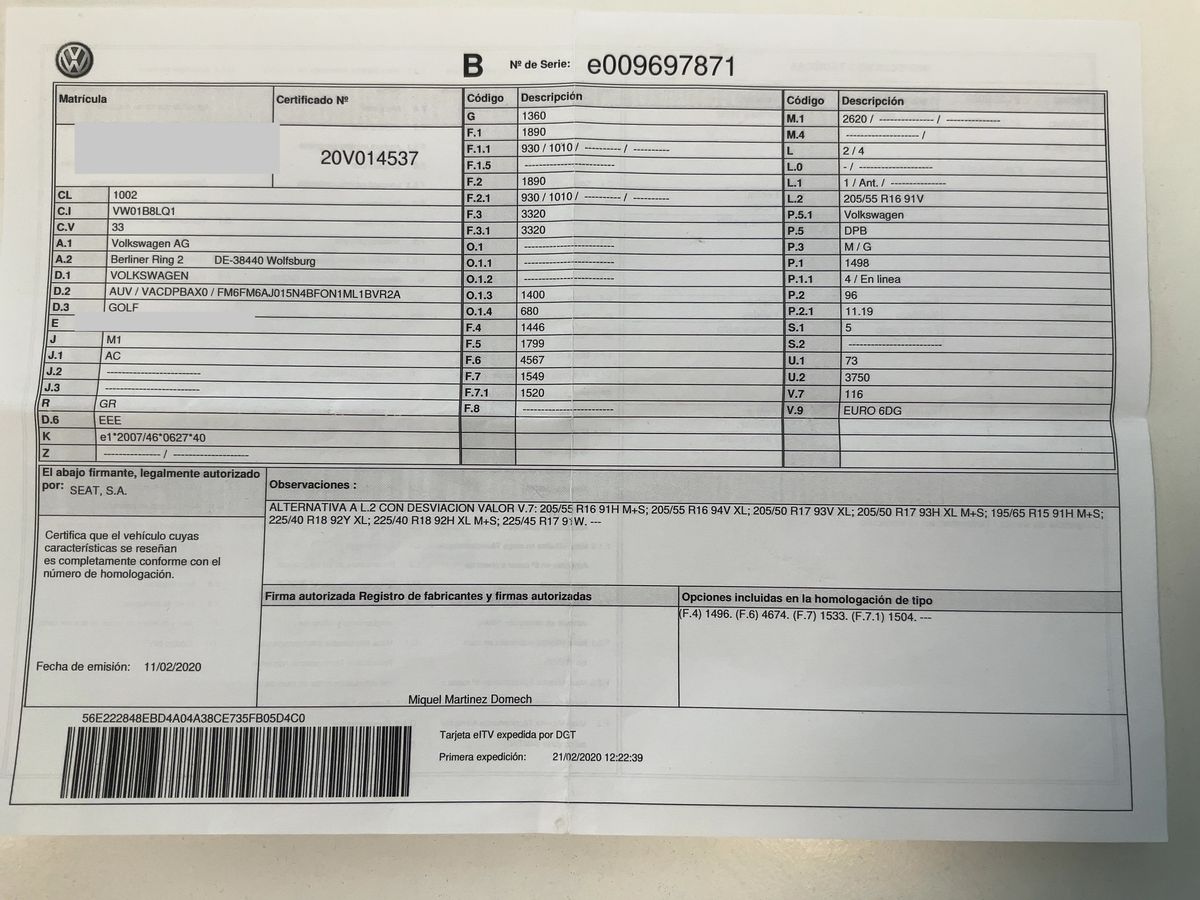 B Nº de Serie: e009697871
Matrícula
Certificado Nº
20V014537
CL 1002
C.I VW01B8LQ1
C.V 33
A.1 Volkswagen AG
A.2 Berliner Ring 2 DE-38440 Wolfsburg
D.1 VOLKSWAGEN
D.2 AUV / VACDPBAX0 / FM6FM6AJ015N4BFON1ML1BVR2A
D.3 GOLF
E
J M1
J.1 AC
J.2 ------------------------
J.3 ------------------------
R GR
D.6 EEE
K e1*2007/46*0627*40
Z --------------- / --------------------
Código Descripción
G 1360
F.1 1890
F.1.1 930 / 1010 / --------- / ---------
F.1.5 -----------------------
F.2 1890
F.2.1 930 / 1010 / --------- / ---------
F.3 3320
F.3.1 3320
O.1 -----------------------
O.1.1 -----------------------
O.1.2 -----------------------
O.1.3 1400
O.1.4 680
F.4 1446
F.5 1799
F.6 4567
F.7 1549
F.7.1 1520
F.8 -----------------------
Código Descripción
M.1 2620 / -------------- / --------------
M.4 ------------------- /
L 2 / 4
L.0 - / -------------------
L.1 1 / Ant. / --------------
L.2 205/55 R16 91V
P.5.1 Volkswagen
P.5 DPB
P.3 M / G
P.1 1498
P.1.1 4 / En linea
P.2 96
P.2.1 11.19
S.1 5
S.2 ------------------------
U.1 73
U.2 3750
V.7 116
V.9 EURO 6DG
El abajo firmante, legalmente autorizado
por: SEAT, S.A.
Certifica que el vehículo cuyas
características se reseñan
es completamente conforme con el
número de homologación.
Fecha de emisión: 11/02/2020
Observaciones :
ALTERNATIVA A L.2 CON DESVIACION VALOR V.7: 205/55 R16 91H M+S; 205/55 R16 94V XL; 205/50 R17 93V XL; 205/50 R17 93H XL M+S; 195/65 R15 91H M+S;
225/40 R18 92Y XL; 225/40 R18 92H XL M+S; 225/45 R17 91W. ---
Firma autorizada Registro de fabricantes y firmas autorizadas
Miquel Martinez Domech
Opciones incluidas en la homologación de tipo
(F.4) 1496. (F.6) 4674. (F.7) 1533. (F.7.1) 1504. ---
56E222848EBD4A04A38CE735FB05D4C0
Tarjeta eITV expedida por DGT
Primera expedición: 21/02/2020 12:22:39